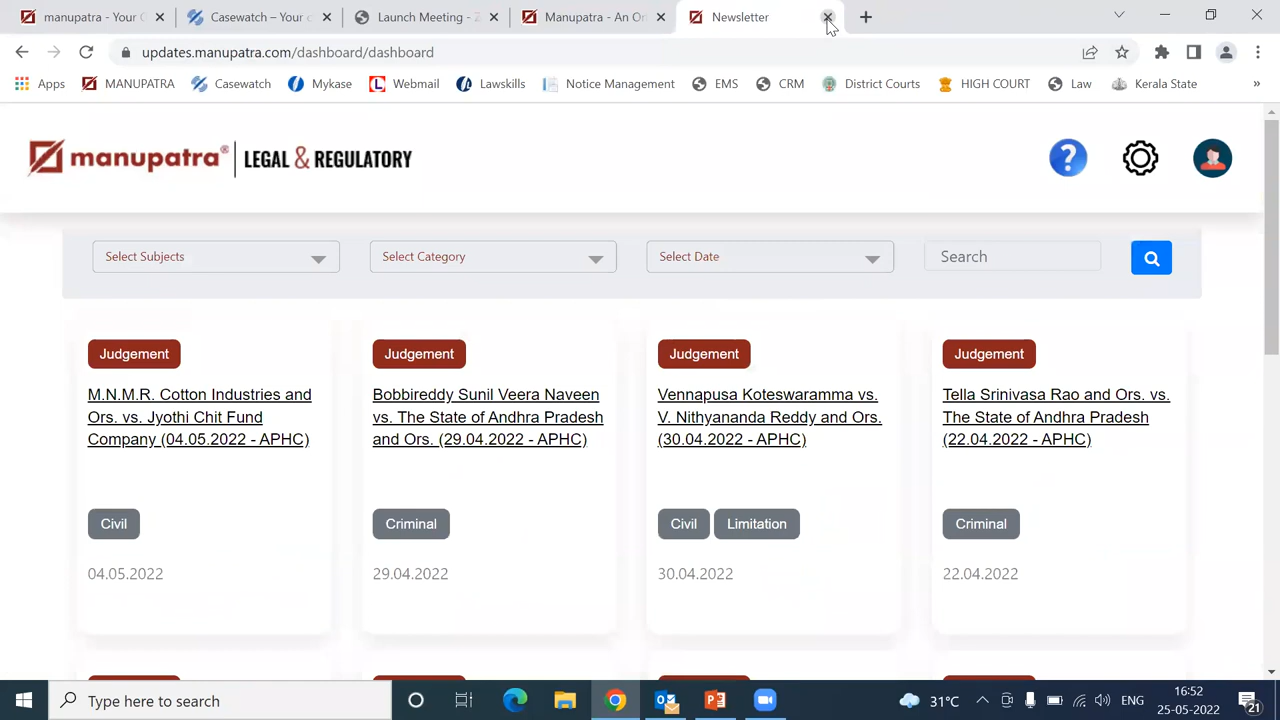 manupatra - Your G
Casewatch – Your e
Launch Meeting - Z
Manupatra - An On
Newsletter
updates.manupatra.com/dashboard/dashboard
Apps
MANUPATRA
Casewatch
Mykase
Webmail
Lawskills
Notice Management
EMS
CRM
District Courts
HIGH COURT
Law
Kerala State
»
manupatra® | LEGAL & REGULATORY
?
Select Subjects
Select Category
Select Date
Search
Judgement
M.N.M.R. Cotton Industries and
Ors. vs. Jyothi Chit Fund
Company (04.05.2022 - APHC)
Civil
04.05.2022
Judgement
Bobbireddy Sunil Veera Naveen
vs. The State of Andhra Pradesh
and Ors. (29.04.2022 - APHC)
Criminal
29.04.2022
Judgement
Vennapusa Koteswaramma vs.
V. Nithyananda Reddy and Ors.
(30.04.2022 - APHC)
Civil Limitation
30.04.2022
Judgement
Tella Srinivasa Rao and Ors. vs.
The State of Andhra Pradesh
(22.04.2022 - APHC)
Criminal
22.04.2022
Type here to search
31°C
ENG
16:52
25-05-2022
21